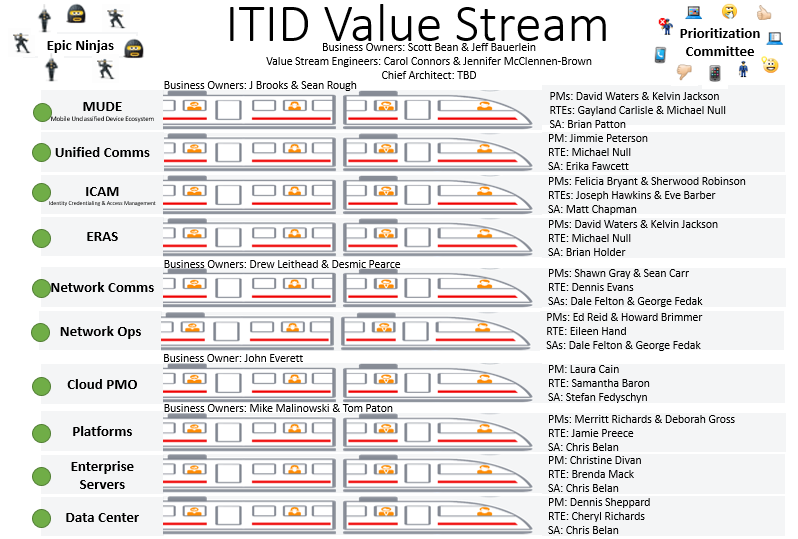 ITID Value Stream
Epic Ninjas
Business Owners: Scott Bean & Jeff Bauerlein
Value Stream Engineers: Carol Connors & Jennifer McClennen-Brown
Chief Architect: TBD
Prioritization
Committee
Business Owners: J Brooks & Sean Rough
MUDE
Mobile Unclassified Device Ecosystem
PMs: David Waters & Kelvin Jackson
RTEs: Gayland Carlisle & Michael Null
SA: Brian Patton
Unified Comms
PM: Jimmie Peterson
RTE: Michael Null
SA: Erika Fawcett
ICAM
Identity Credentialing & Access Management
PMs: Felicia Bryant & Sherwood Robinson
RTEs: Joseph Hawkins & Eve Barber
SA: Matt Chapman
ERAS
PMs: David Waters & Kelvin Jackson
RTE: Michael Null
SA: Brian Holder
Business Owners: Drew Leithead & Desmic Pearce
Network Comms
PMs: Shawn Gray & Sean Carr
RTE: Dennis Evans
SAs: Dale Felton & George Fedak
Network Ops
PMs: Ed Reid & Howard Brimmer
RTE: Eileen Hand
SAs: Dale Felton & George Fedak
Business Owner: John Everett
Cloud PMO
PM: Laura Cain
RTE: Samantha Baron
SA: Stefan Fedyschyn
Business Owners: Mike Malinowski & Tom Paton
Platforms
PMs: Merritt Richards & Deborah Gross
RTE: Jamie Preece
SA: Chris Belan
Enterprise
Servers
PM: Christine Divan
RTE: Brenda Mack
SA: Chris Belan
Data Center
PM: Dennis Sheppard
RTE: Cheryl Richards
SA: Chris Belan